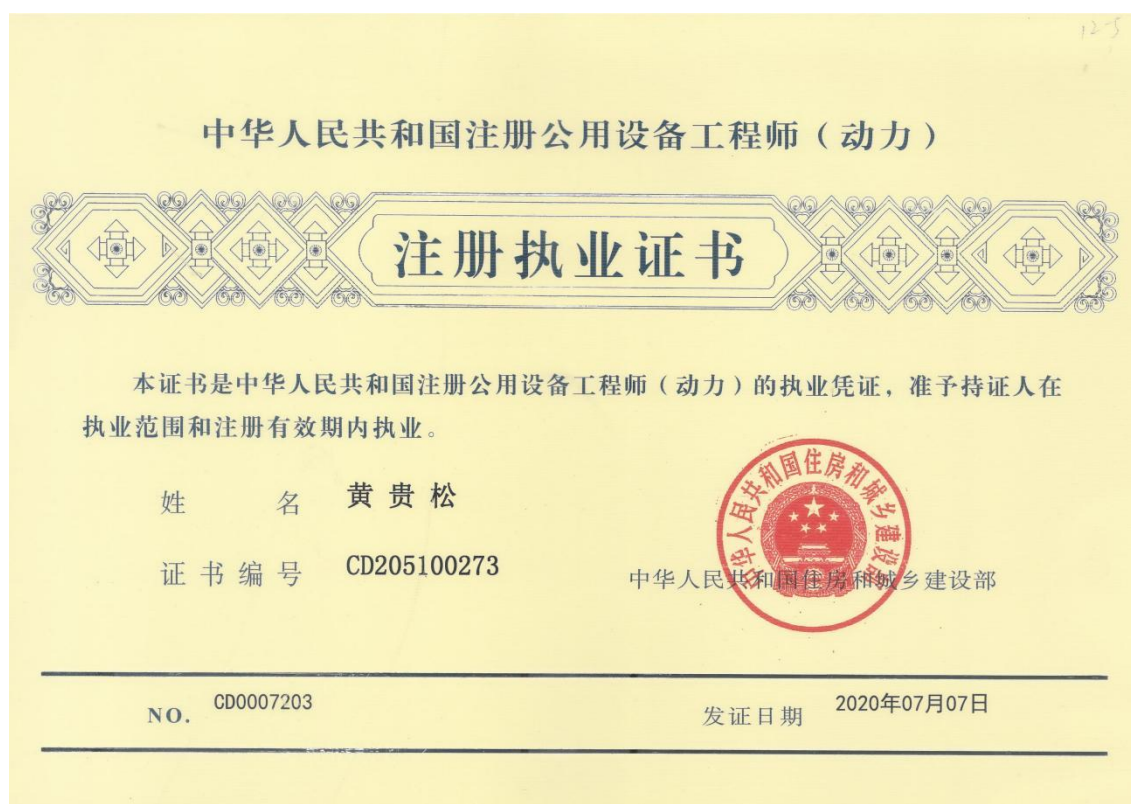 12-5
中华人民共和国注册公用设备工程师（动力）
注册执业证书
本证书是中华人民共和国注册公用设备工程师（动力）的执业凭证，准予持证人在
执业范围和注册有效期内执业。
姓 名 黄贵松
证书编号 CD205100273
中华人民共和国住房和城乡建设部
中华人民共和国住房和城乡建设部
NO. CD0007203
发证日期 2020年07月07日